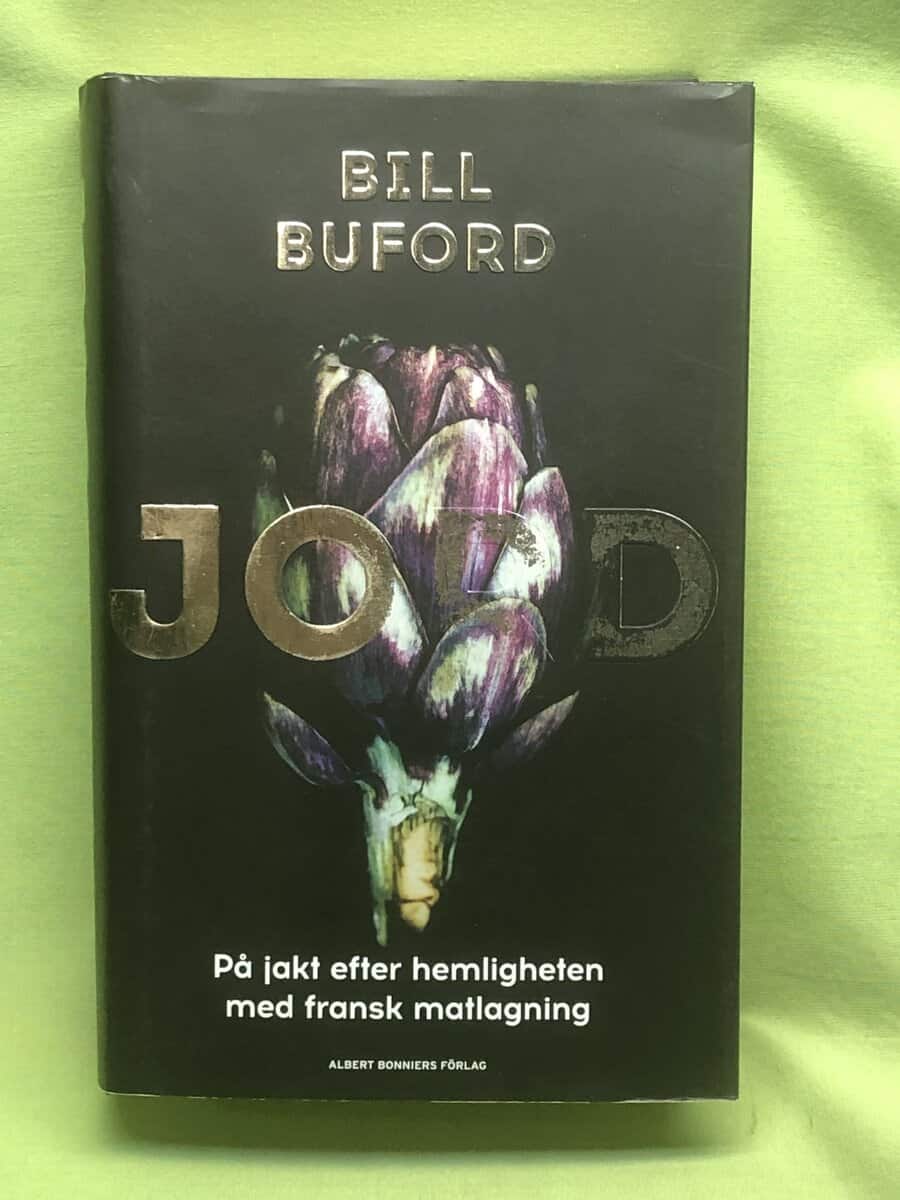 BILL
BUFORD
JORD
På jakt efter hemligheten
med fransk matlagning
ALBERT BONNIERS FÖRLAG